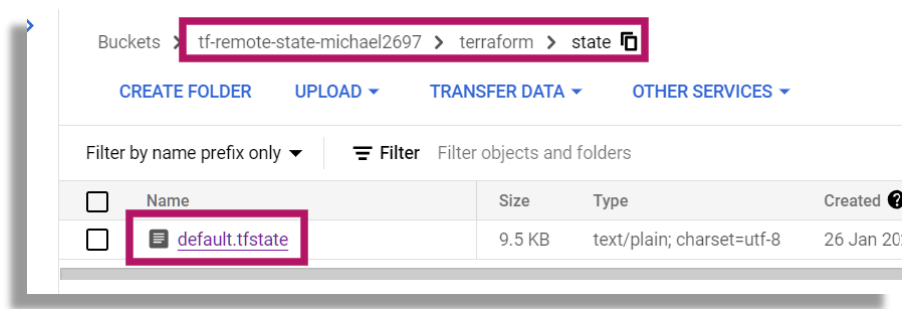 Buckets > tf-remote-state-michael2697 > terraform > state
CREATE FOLDER UPLOAD TRANSFER DATA OTHER SERVICES
Filter by name prefix only Filter Filter objects and folders
Name Size Type Created
default.tfstate 9.5 KB text/plain; charset=utf-8 26 Jan